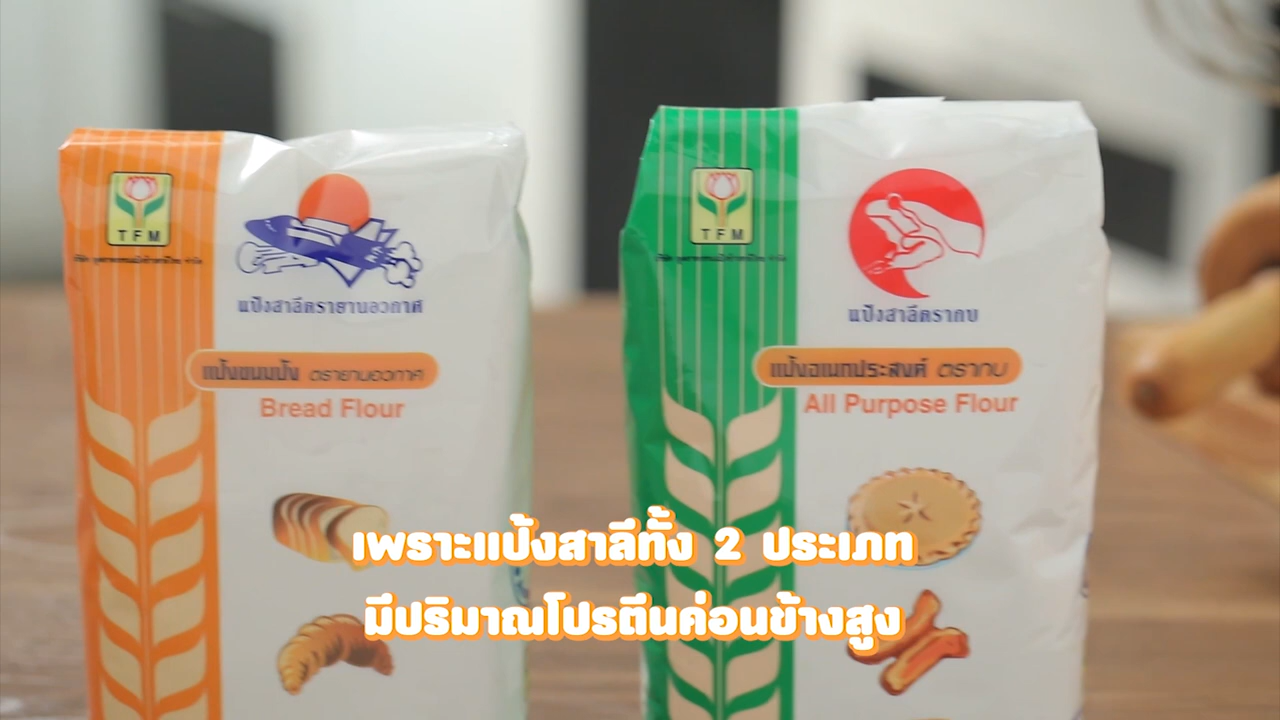 TFM
แป้งสาลีตรายานอวกาศ
แป้งขนมปัง ตรายานอวกาศ
Bread Flour
TFM
แป้งสาลีตรากบ
แป้งอเนกประสงค์ ตรากบ
All Purpose Flour
เพราะแป้งสาลีทั้ง 2 ประเภท
มีปริมาณโปรตีนค่อนข้างสูง